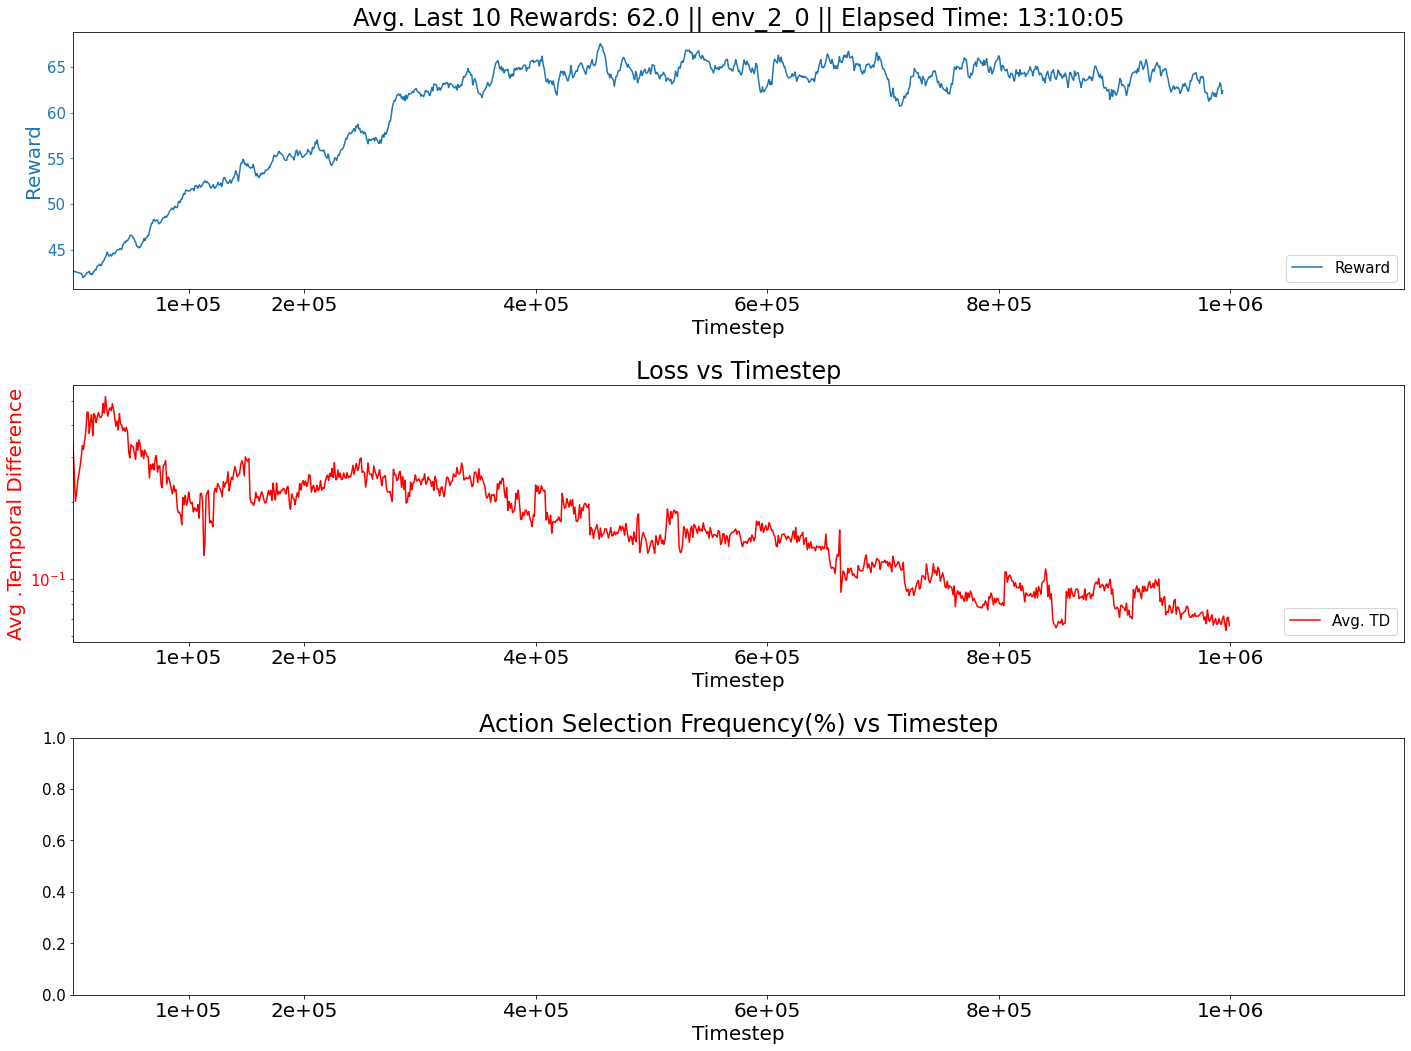 Avg. Last 10 Rewards: 62.0 || env_2_0 || Elapsed Time: 13:10:05
Reward
65
60
55
50
45
Reward
1e+05 2e+05 4e+05 6e+05 8e+05 1e+06
Timestep
Loss vs Timestep
Avg .Temporal Difference
10⁻¹
Avg. TD
1e+05 2e+05 4e+05 6e+05 8e+05 1e+06
Timestep
Action Selection Frequency(%) vs Timestep
1.0
0.8
0.6
0.4
0.2
0.0
1e+05 2e+05 4e+05 6e+05 8e+05 1e+06
Timestep